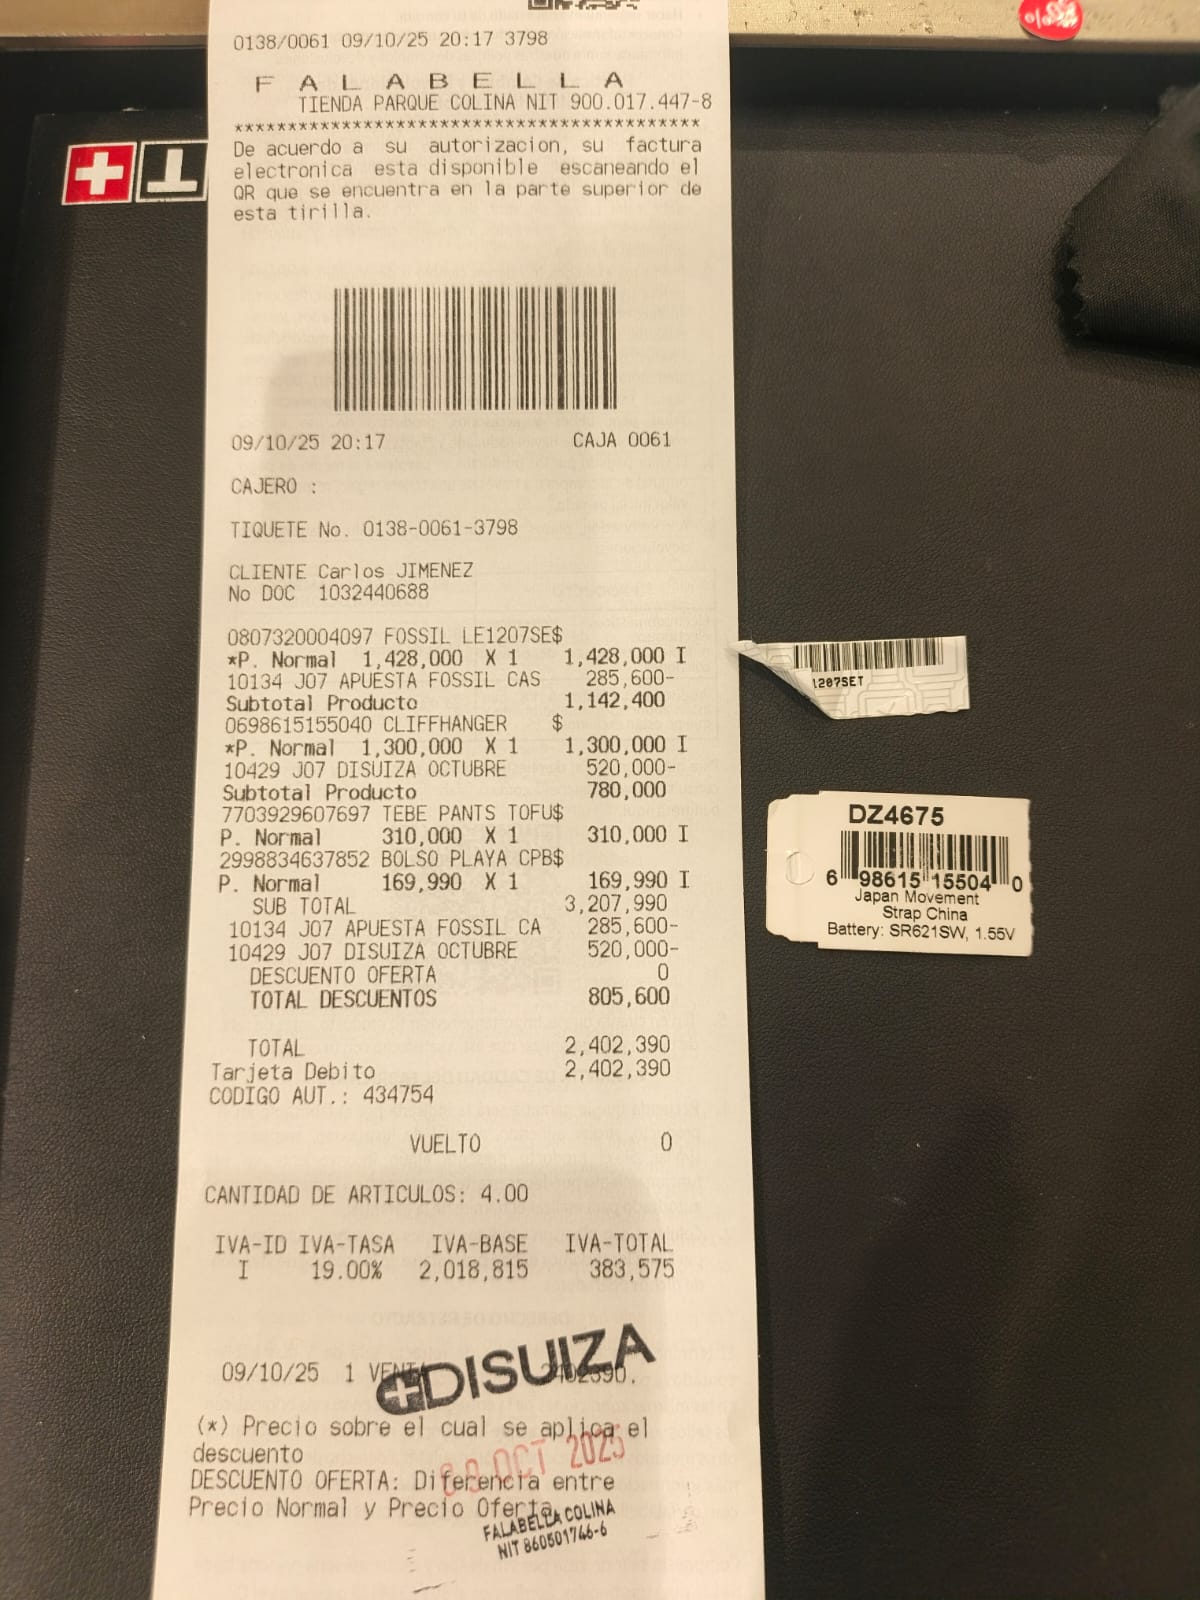 0138/0061 09/10/25 20:17 3798
F A L A B E L L A
TIENDA PARQUE COLINA NIT 900.017.447-8
*******************************************
De acuerdo a su autorizacion, su factura
electronica esta disponible escaneando el
QR que se encuentra en la parte superior de
esta tirilla.
09/10/25 20:17 CAJA 0061
CAJERO :
TIQUETE No. 0138-0061-3798
CLIENTE Carlos JIMENEZ
No DOC 1032440688
0807320004097 FOSSIL LE1207SE$
*P. Normal 1,428,000 X 1 1,428,000 I
10134 J07 APUESTA FOSSIL CAS 285,600-
Subtotal Producto 1,142,400
0698615155040 CLIFFHANGER $
*P. Normal 1,300,000 X 1 1,300,000 I
10429 J07 DISUIZA OCTUBRE 520,000-
Subtotal Producto 780,000
7703929607697 TEBE PANTS TOFU$
P. Normal 310,000 X 1 310,000 I
2998834637852 BOLSO PLAYA CPB$
P. Normal 169,990 X 1 169,990 I
SUB TOTAL 3,207,990
10134 J07 APUESTA FOSSIL CA 285,600-
10429 J07 DISUIZA OCTUBRE 520,000-
DESCUENTO OFERTA 0
TOTAL DESCUENTOS 805,600
TOTAL 2,402,390
Tarjeta Debito 2,402,390
CODIGO AUT.: 434754
VUELTO 0
CANTIDAD DE ARTICULOS: 4.00
IVA-ID IVA-TASA IVA-BASE IVA-TOTAL
I 19.00% 2,018,815 383,575
09/10/25 1 VENTA 2402390.
DISUIZA
(*) Precio sobre el cual se aplica el
descuento
09 OCT 2025
DESCUENTO OFERTA: Diferencia entre
Precio Normal y Precio Oferta
FALABELLA COLINA
NIT 860501746-6
1207SET
DZ4675
6 98615 15504 0
Japan Movement
Strap China
Battery: SR621SW, 1.55V